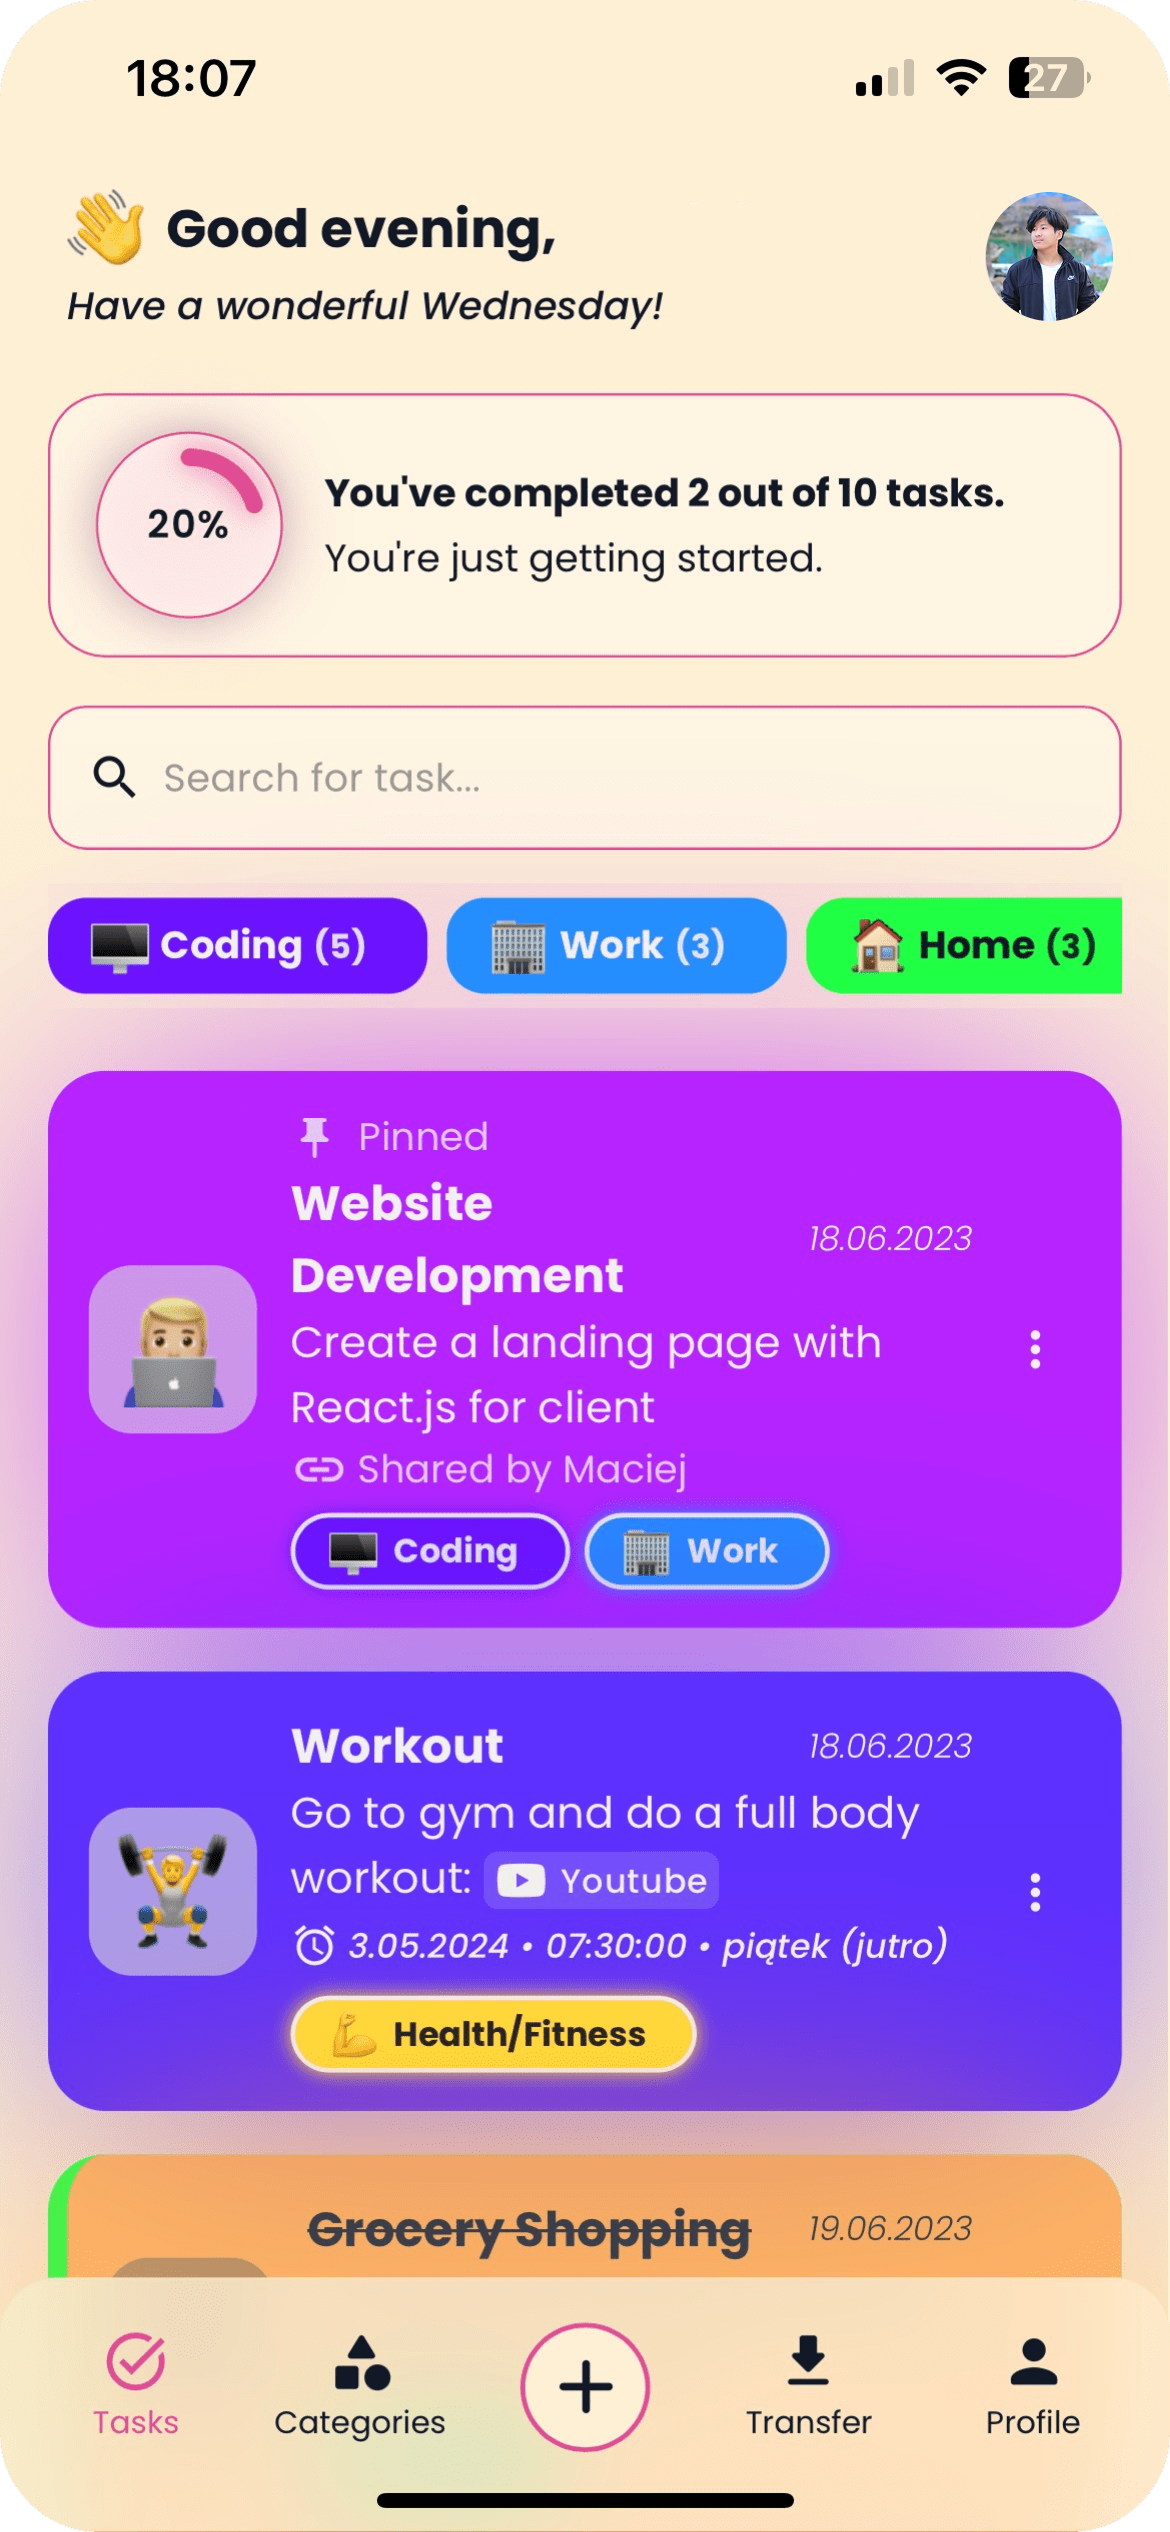 18:07
27
Good evening,
Have a wonderful Wednesday!
20%
You've completed 2 out of 10 tasks.
You're just getting started.
Search for task...
Coding (5)
Work (3)
Home (3)
Pinned
Website
Development
18.06.2023
Create a landing page with
React.js for client
Shared by Maciej
Coding
Work
Workout
18.06.2023
Go to gym and do a full body
workout: Youtube
3.05.2024 • 07:30:00 • piątek (jutro)
Health/Fitness
Grocery Shopping
19.06.2023
Tasks
Categories
Transfer
Profile